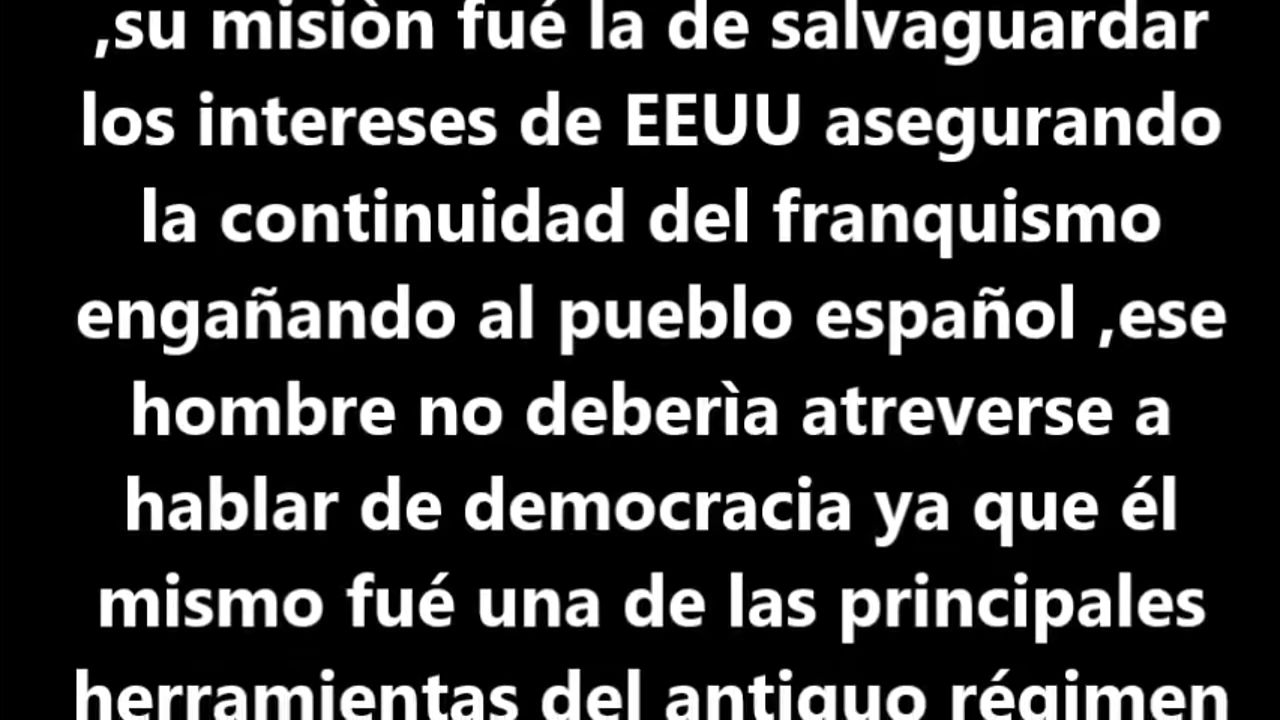 ,su misiòn fué la de salvaguardar
los intereses de EEUU asegurando
la continuidad del franquismo
engañando al pueblo español ,ese
hombre no deberìa atreverse a
hablar de democracia ya que él
mismo fué una de las principales
herramientas del antiguo régimen